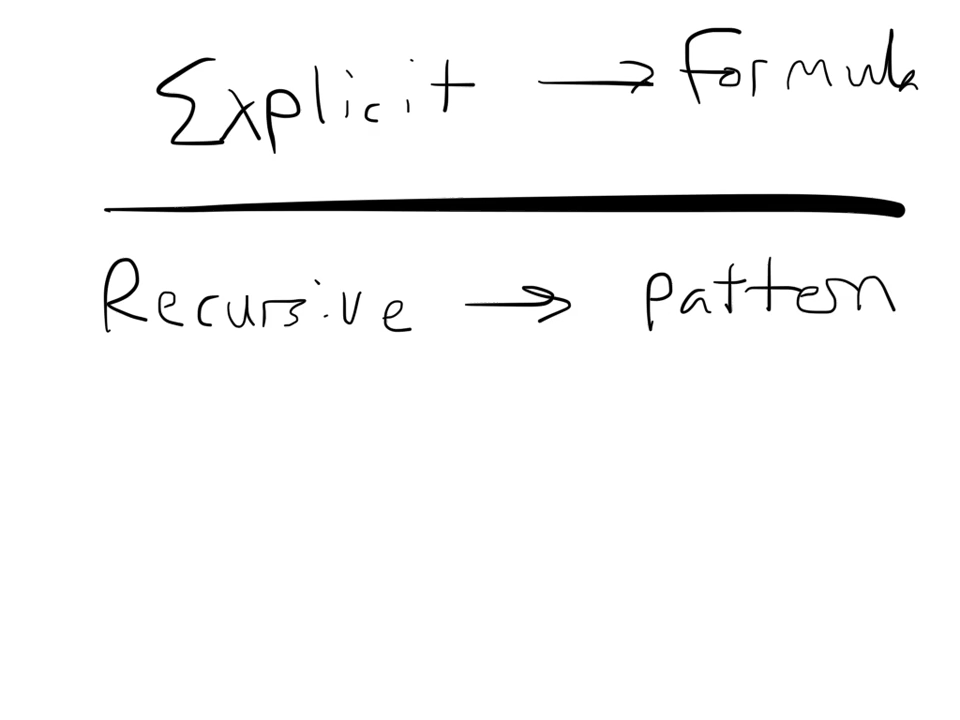 Explicit → Formula
Recursive → pattern